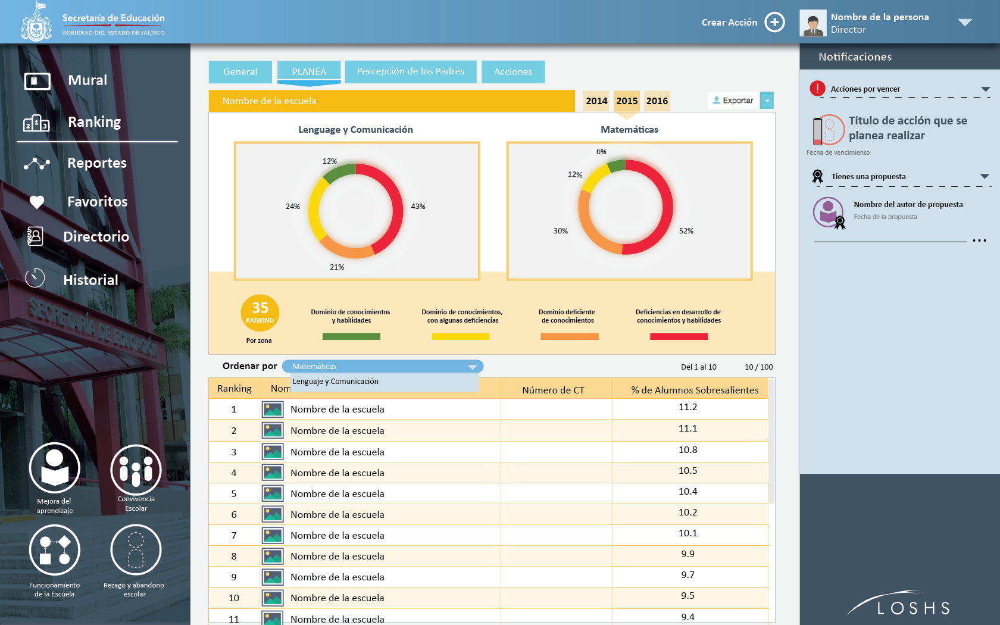 Secretaría de Educación
GOBIERNO DEL ESTADO DE JALISCO
Crear Acción
Nombre de la persona
Director
Mural
Ranking
2 1 3
Reportes
Favoritos
Directorio
Historial
SECRETARÍA DE EDUCACIÓN
Mejora del
aprendizaje
Convivencia
Escolar
Funcionamiento
de la Escuela
Rezago y abandono
escolar
General
PLANEA
Percepción de los Padres
Acciones
Nombre de la escuela
2014
2015
2016
Exportar
Lenguage y Comunicación
12%
24%
43%
21%
Matemáticas
6%
12%
30%
52%
35
RANKING
Por zona
Dominio de conocimientos
y habilidades
Dominio de conocimientos,
con algunas deficiencias
Dominio deficiente
de conocimientos
Deficiencias en desarrollo de
conocimientos y habilidades
Ordenar por
Matemáticas
Lenguaje y Comunicación
Del 1 al 10
10 / 100
Ranking Nom Número de CT % de Alumnos Sobresalientes
1 Nombre de la escuela 11.2
2 Nombre de la escuela 11.1
3 Nombre de la escuela 10.8
4 Nombre de la escuela 10.5
5 Nombre de la escuela 10.4
6 Nombre de la escuela 10.2
7 Nombre de la escuela 10.1
8 Nombre de la escuela 9.9
9 Nombre de la escuela 9.7
10 Nombre de la escuela 9.5
11 Nombre de la escuela 9.4
Notificaciones
! Acciones por vencer
Título de acción que se
planea realizar
Fecha de vencimiento
Tienes una propuesta
Nombre del autor de propuesta
Fecha de la propuesta
...
LOSHS